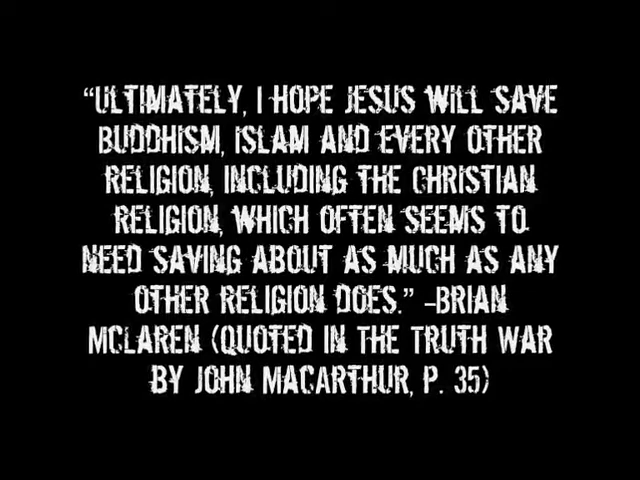 “ULTIMATELY, I HOPE JESUS WILL SAVE
BUDDHISM, ISLAM AND EVERY OTHER
RELIGION, INCLUDING THE CHRISTIAN
RELIGION, WHICH OFTEN SEEMS TO
NEED SAVING ABOUT AS MUCH AS ANY
OTHER RELIGION DOES.” –BRIAN
MCLAREN (QUOTED IN THE TRUTH WAR
BY JOHN MACARTHUR, P. 35)